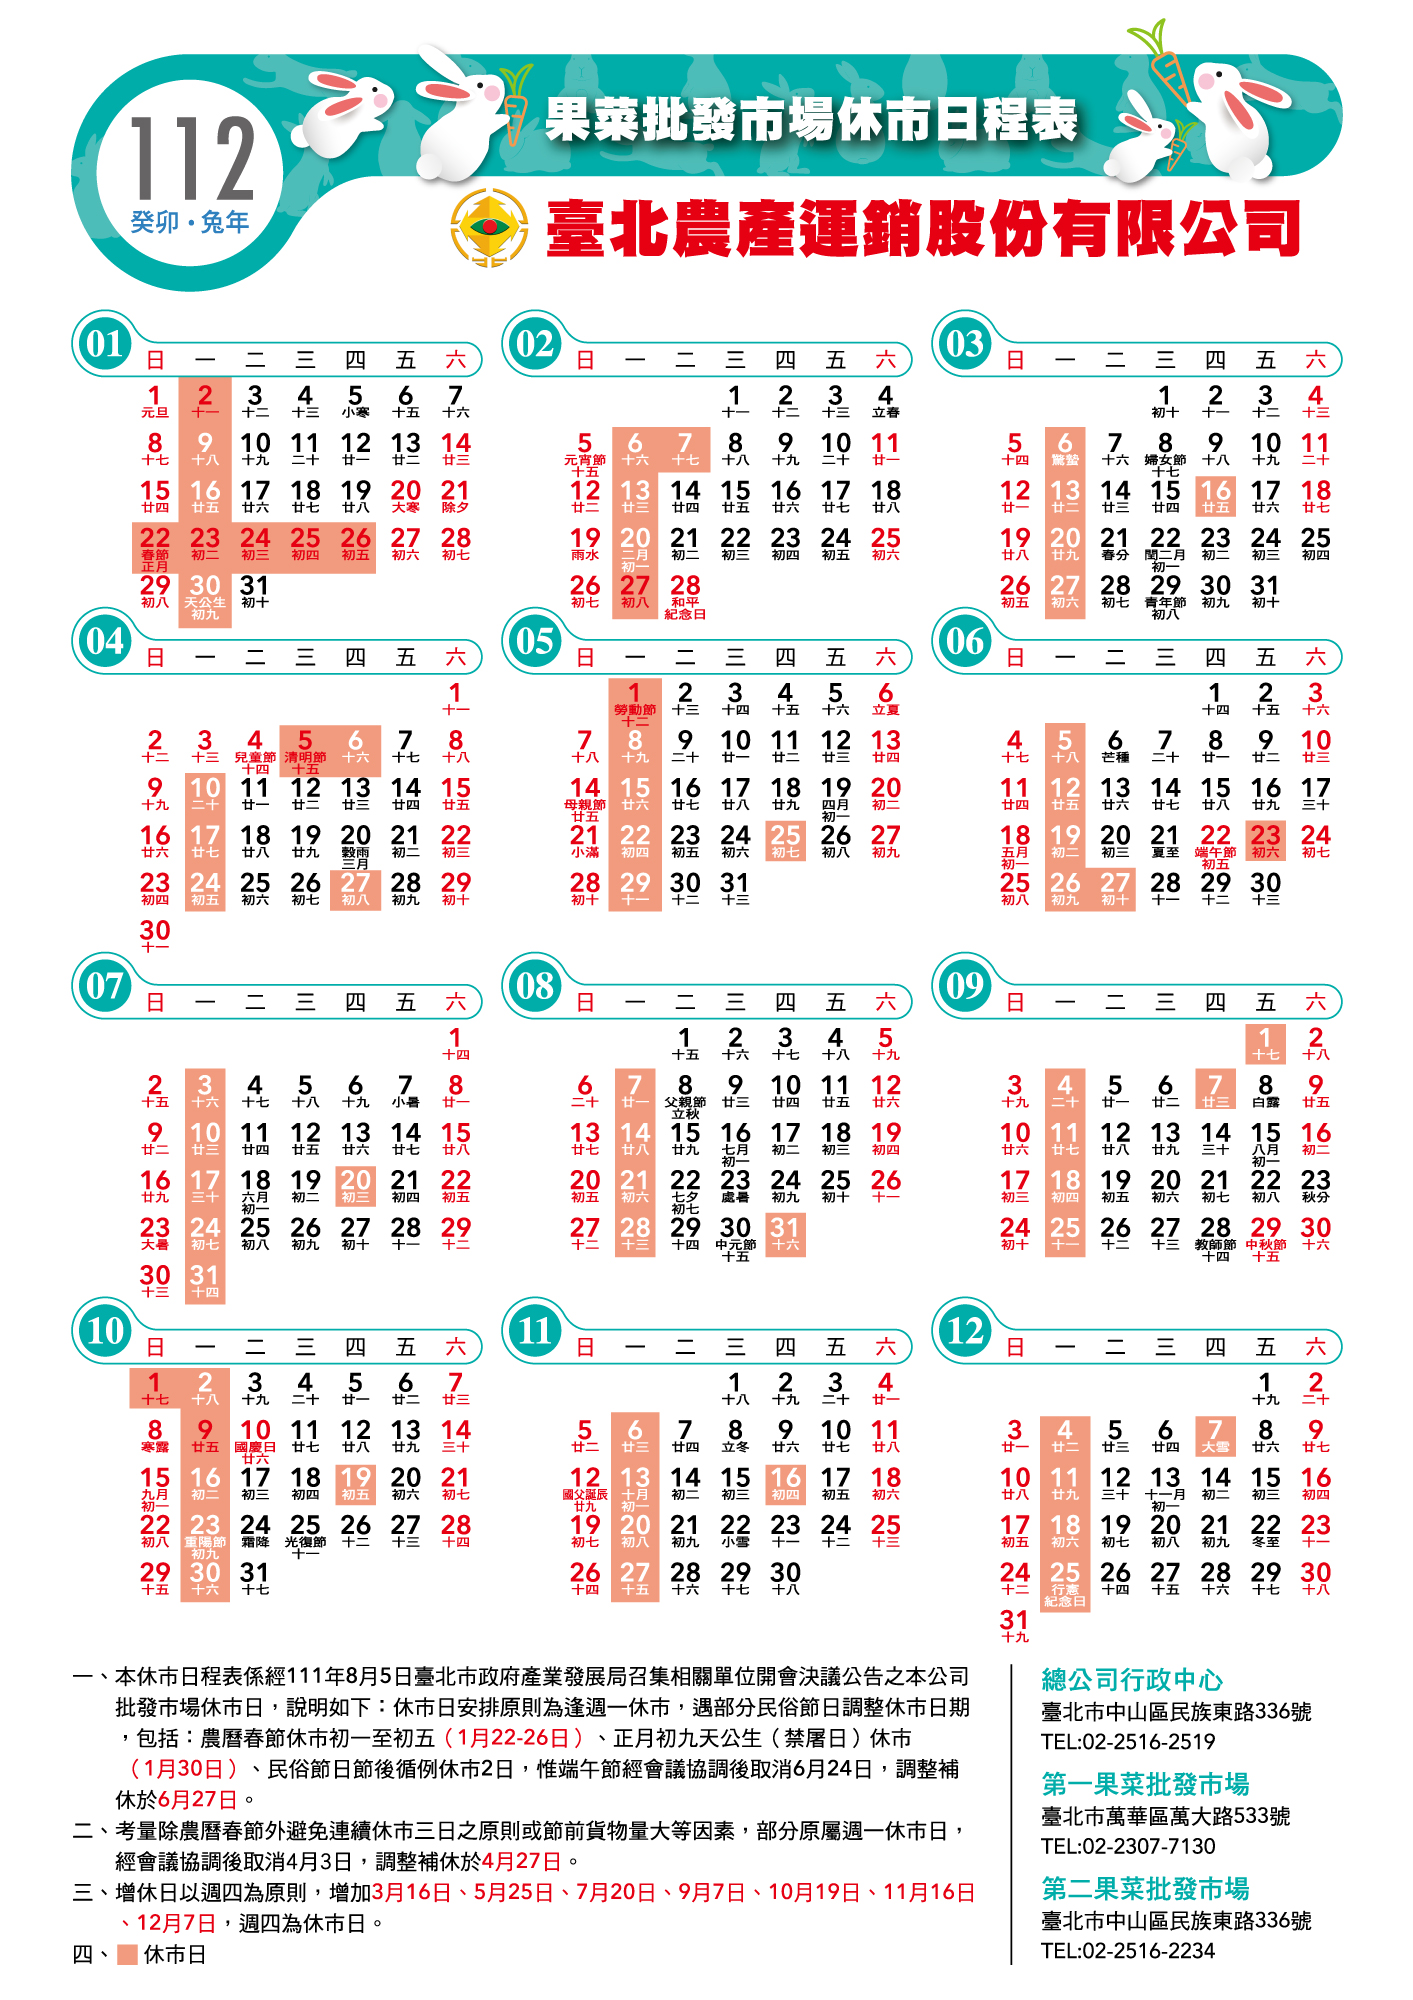 112
癸卯・兔年
果菜批發市場休市日程表
臺北農產運銷股份有限公司
01
日 一 二 三 四 五 六
1 2 3 4 5 6 7
元旦 十一 十二 十三 小寒 十五 十六
8 9 10 11 12 13 14
十七 十八 十九 二十 廿一 廿二 廿三
15 16 17 18 19 20 21
廿四 廿五 廿六 廿七 廿八 大寒 除夕
22 23 24 25 26 27 28
春節 初二 初三 初四 初五 初六 初七
正月
29 30 31
初八 天公生 初十
初九
02
日 一 二 三 四 五 六
1 2 3 4
十一 十二 十三 立春
5 6 7 8 9 10 11
元宵節 十六 十七 十八 十九 二十 廿一
十五
12 13 14 15 16 17 18
廿二 廿三 廿四 廿五 廿六 廿七 廿八
19 20 21 22 23 24 25
雨水 二月 初二 初三 初四 初五 初六
初一
26 27 28
初七 初八 和平
紀念日
03
日 一 二 三 四 五 六
1 2 3 4
初十 十一 十二 十三
5 6 7 8 9 10 11
十四 驚蟄 十六 婦女節 十八 十九 二十
十七
12 13 14 15 16 17 18
廿一 廿二 廿三 廿四 廿五 廿六 廿七
19 20 21 22 23 24 25
廿八 廿九 春分 閏二月 初二 初三 初四
初一
26 27 28 29 30 31
初五 初六 初七 青年節 初九 初十
初八
04
日 一 二 三 四 五 六
1
十一
2 3 4 5 6 7 8
十二 十三 兒童節 清明節 十六 十七 十八
十四 十五
9 10 11 12 13 14 15
十九 二十 廿一 廿二 廿三 廿四 廿五
16 17 18 19 20 21 22
廿六 廿七 廿八 廿九 穀雨 初二 初三
三月
23 24 25 26 27 28 29
初四 初五 初六 初七 初八 初九 初十
30
十一
05
日 一 二 三 四 五 六
1 2 3 4 5 6
勞動節 十三 十四 十五 十六 立夏
十二
7 8 9 10 11 12 13
十八 十九 二十 廿一 廿二 廿三 廿四
14 15 16 17 18 19 20
母親節 廿六 廿七 廿八 廿九 四月 初二
廿五 初一
21 22 23 24 25 26 27
小滿 初四 初五 初六 初七 初八 初九
28 29 30 31
初十 十一 十二 十三
06
日 一 二 三 四 五 六
1 2 3
十四 十五 十六
4 5 6 7 8 9 10
十七 十八 芒種 二十 廿一 廿二 廿三
11 12 13 14 15 16 17
廿四 廿五 廿六 廿七 廿八 廿九 三十
18 19 20 21 22 23 24
五月 初二 初三 夏至 端午節 初六 初七
初一 初五
25 26 27 28 29 30
初八 初九 初十 十一 十二 十三
07
日 一 二 三 四 五 六
1
十四
2 3 4 5 6 7 8
十五 十六 十七 十八 十九 小暑 廿一
9 10 11 12 13 14 15
廿二 廿三 廿四 廿五 廿六 廿七 廿八
16 17 18 19 20 21 22
廿九 三十 六月 初二 初三 初四 初五
初一
23 24 25 26 27 28 29
大暑 初七 初八 初九 初十 十一 十二
30 31
十三 十四
08
日 一 二 三 四 五 六
1 2 3 4 5
十五 十六 十七 十八 十九
6 7 8 9 10 11 12
二十 廿一 父親節 廿三 廿四 廿五 廿六
立秋
13 14 15 16 17 18 19
廿七 廿八 廿九 七月 初二 初三 初四
初一
20 21 22 23 24 25 26
初五 初六 七夕 處暑 初九 初十 十一
初七
27 28 29 30 31
十二 十三 十四 中元節 十六
十五
09
日 一 二 三 四 五 六
1 2
十七 十八
3 4 5 6 7 8 9
十九 二十 廿一 廿二 廿三 白露 廿五
10 11 12 13 14 15 16
廿六 廿七 廿八 廿九 三十 八月 初二
初一
17 18 19 20 21 22 23
初三 初四 初五 初六 初七 初八 秋分
24 25 26 27 28 29 30
初十 十一 十二 十三 教師節 中秋節 十六
十四 十五
10
日 一 二 三 四 五 六
1 2 3 4 5 6 7
十七 十八 十九 二十 廿一 廿二 廿三
8 9 10 11 12 13 14
寒露 廿五 國慶日 廿七 廿八 廿九 三十
廿六
15 16 17 18 19 20 21
九月 初二 初三 初四 初五 初六 初七
初一
22 23 24 25 26 27 28
初八 重陽節 霜降 光復節 十二 十三 十四
初九 十一
29 30 31
十五 十六 十七
11
日 一 二 三 四 五 六
1 2 3 4
十八 十九 二十 廿一
5 6 7 8 9 10 11
廿二 廿三 廿四 立冬 廿六 廿七 廿八
12 13 14 15 16 17 18
國父誕辰 十月 初二 初三 初四 初五 初六
廿九 初一
19 20 21 22 23 24 25
初七 初八 初九 小雪 十一 十二 十三
26 27 28 29 30
十四 十五 十六 十七 十八
12
日 一 二 三 四 五 六
1 2
十九 二十
3 4 5 6 7 8 9
廿一 廿二 廿三 廿四 大雪 廿六 廿七
10 11 12 13 14 15 16
廿八 廿九 三十 十一月 初二 初三 初四
初一
17 18 19 20 21 22 23
初五 初六 初七 初八 初九 冬至 十一
24 25 26 27 28 29 30
十二 行憲 十四 十五 十六 十七 十八
紀念日
31
十九
一、本休市日程表係經111年8月5日臺北市政府產業發展局召集相關單位開會決議公告之本公司
批發市場休市日，說明如下：休市日安排原則為逢週一休市，遇部分民俗節日調整休市日期
，包括：農曆春節休市初一至初五（1月22-26日）、正月初九天公生（禁屠日）休市
（1月30日）、民俗節日節後循例休市2日，惟端午節經會議協調後取消6月24日，調整補
休於6月27日。
二、考量除農曆春節外避免連續休市三日之原則或節前貨物量大等因素，部分原屬週一休市日，
經會議協調後取消4月3日，調整補休於4月27日。
三、增休日以週四為原則，增加3月16日、5月25日、7月20日、9月7日、10月19日、11月16日
、12月7日，週四為休市日。
四、 休市日
總公司行政中心
臺北市中山區民族東路336號
TEL:02-2516-2519
第一果菜批發市場
臺北市萬華區萬大路533號
TEL:02-2307-7130
第二果菜批發市場
臺北市中山區民族東路336號
TEL:02-2516-2234